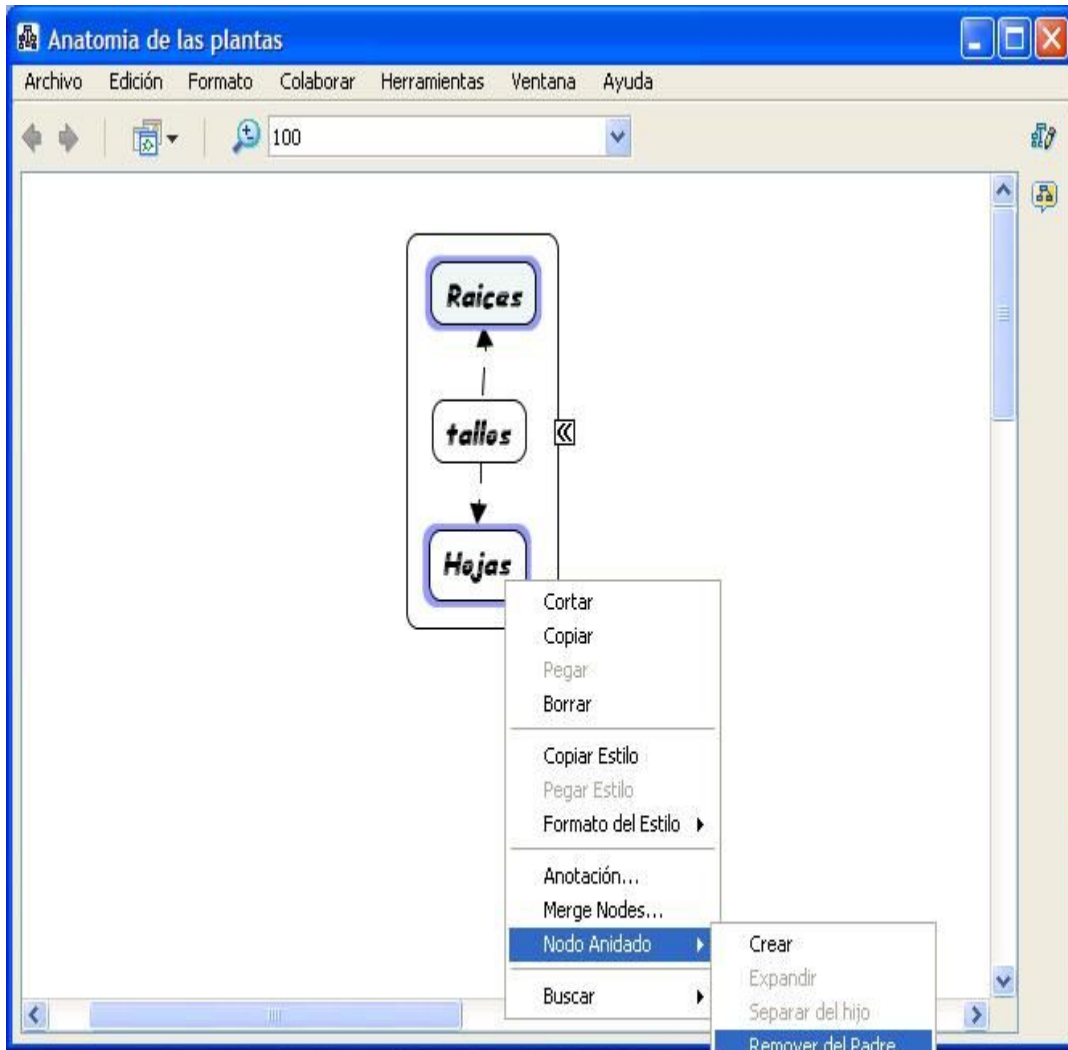 Anatomia de las plantas
Archivo Edición Formato Colaborar Herramientas Ventana Ayuda
100
Raices
tallos
Hojas
Cortar
Copiar
Pegar
Borrar
Copiar Estilo
Pegar Estilo
Formato del Estilo
Anotación...
Merge Nodes...
Nodo Anidado
Crear
Expandir
Buscar
Separar del hijo
Remover del Padre